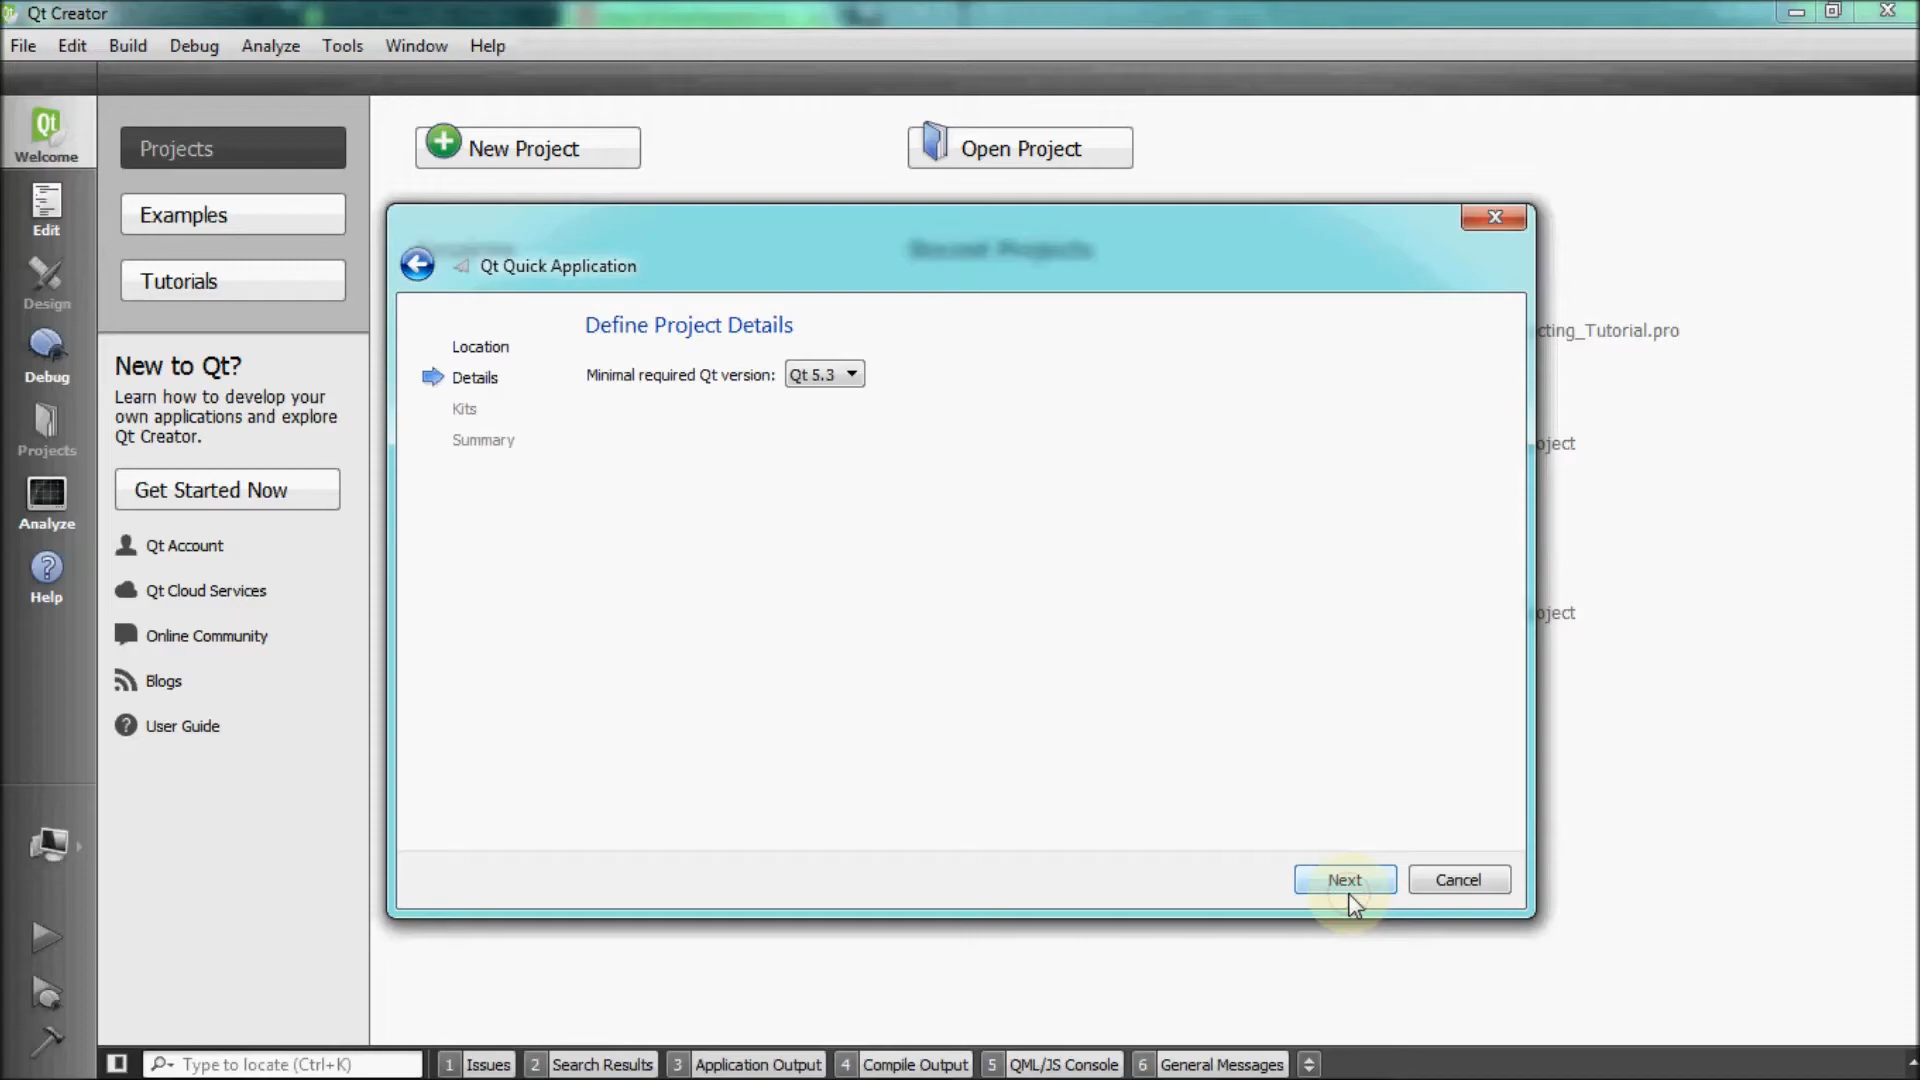 Qt Creator
File Edit Build Debug Analyze Tools Window Help
Qt
Welcome
Edit
Design
Debug
Projects
Analyze
Help
Projects
Examples
Tutorials
New to Qt?
Learn how to develop your
own applications and explore
Qt Creator.
Get Started Now
Qt Account
Qt Cloud Services
Online Community
Blogs
User Guide
New Project
Open Project
Recent Projects
cting_Tutorial.pro
oject
oject
Qt Quick Application
Location
Details
Kits
Summary
Define Project Details
Minimal required Qt version: Qt 5.3
Next
Cancel
Type to locate (Ctrl+K)
1 Issues
2 Search Results
3 Application Output
4 Compile Output
5 QML/JS Console
6 General Messages